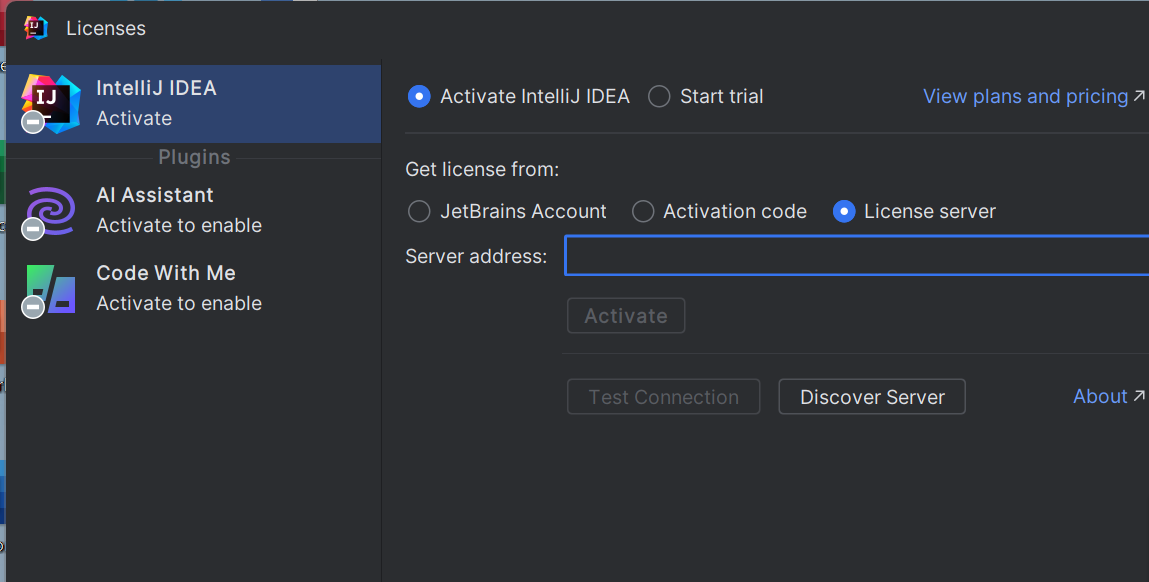 Licenses
IntelliJ IDEA
Activate
Plugins
AI Assistant
Activate to enable
Code With Me
Activate to enable
Activate IntelliJ IDEA Start trial View plans and pricing
Get license from:
JetBrains Account Activation code License server
Server address:
Activate
Test Connection Discover Server About